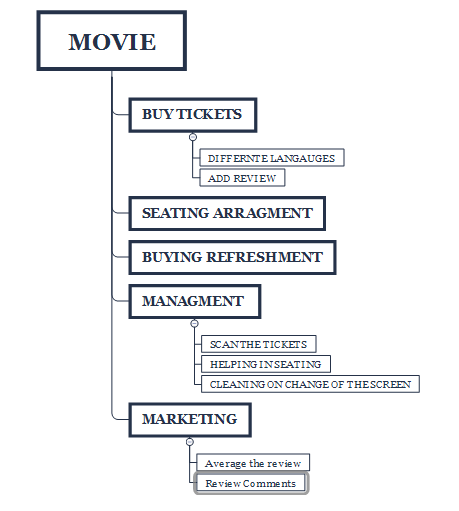 MOVIE
BUY TICKETS
DIFFERNTE LANGAUGES
ADD REVIEW
SEATING ARRAGMENT
BUYING REFRESHMENT
MANAGMENT
SCAN THE TICKETS
HELPING IN SEATING
CLEANING ON CHANGE OF THE SCREEN
MARKETING
Average the review
Review Comments